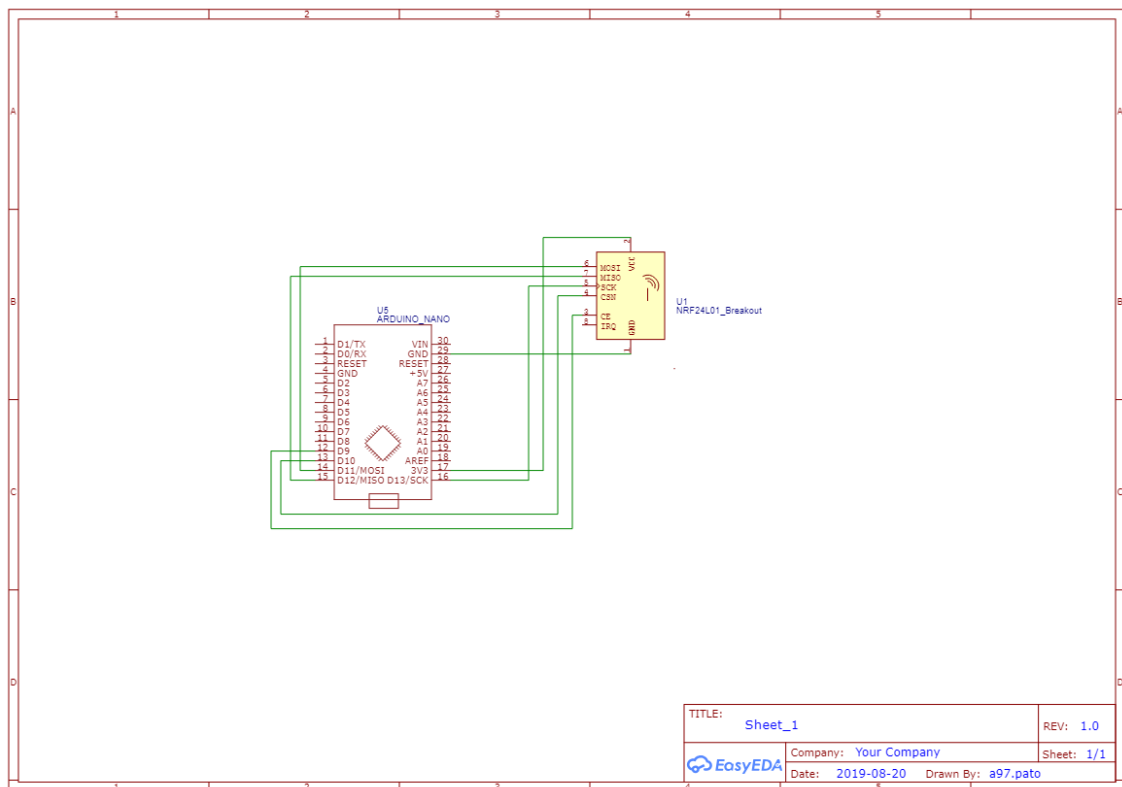 1 2 3 4 5
A A
B B
C C
D D
1 2 3 4 5
U5
ARDUINO_NANO
1 D1/TX VIN 30
2 D0/RX GND 29
3 RESET RESET 28
4 GND +5V 27
5 D2 A7 26
6 D3 A6 25
7 D4 A5 24
8 D5 A4 23
9 D6 A3 22
10 D7 A2 21
11 D8 A1 20
12 D9 A0 19
13 D10 AREF 18
14 D11/MOSI 3V3 17
15 D12/MISO D13/SCK 16
2
VCC
6 MOSI
7 MISO
5 SCK
4 CSN
3 CE
8 IRQ
GND
1
U1
NRF24L01_Breakout
TITLE:
Sheet_1
REV: 1.0
EasyEDA
Company: Your Company
Sheet: 1/1
Date: 2019-08-20 Drawn By: a97.pato